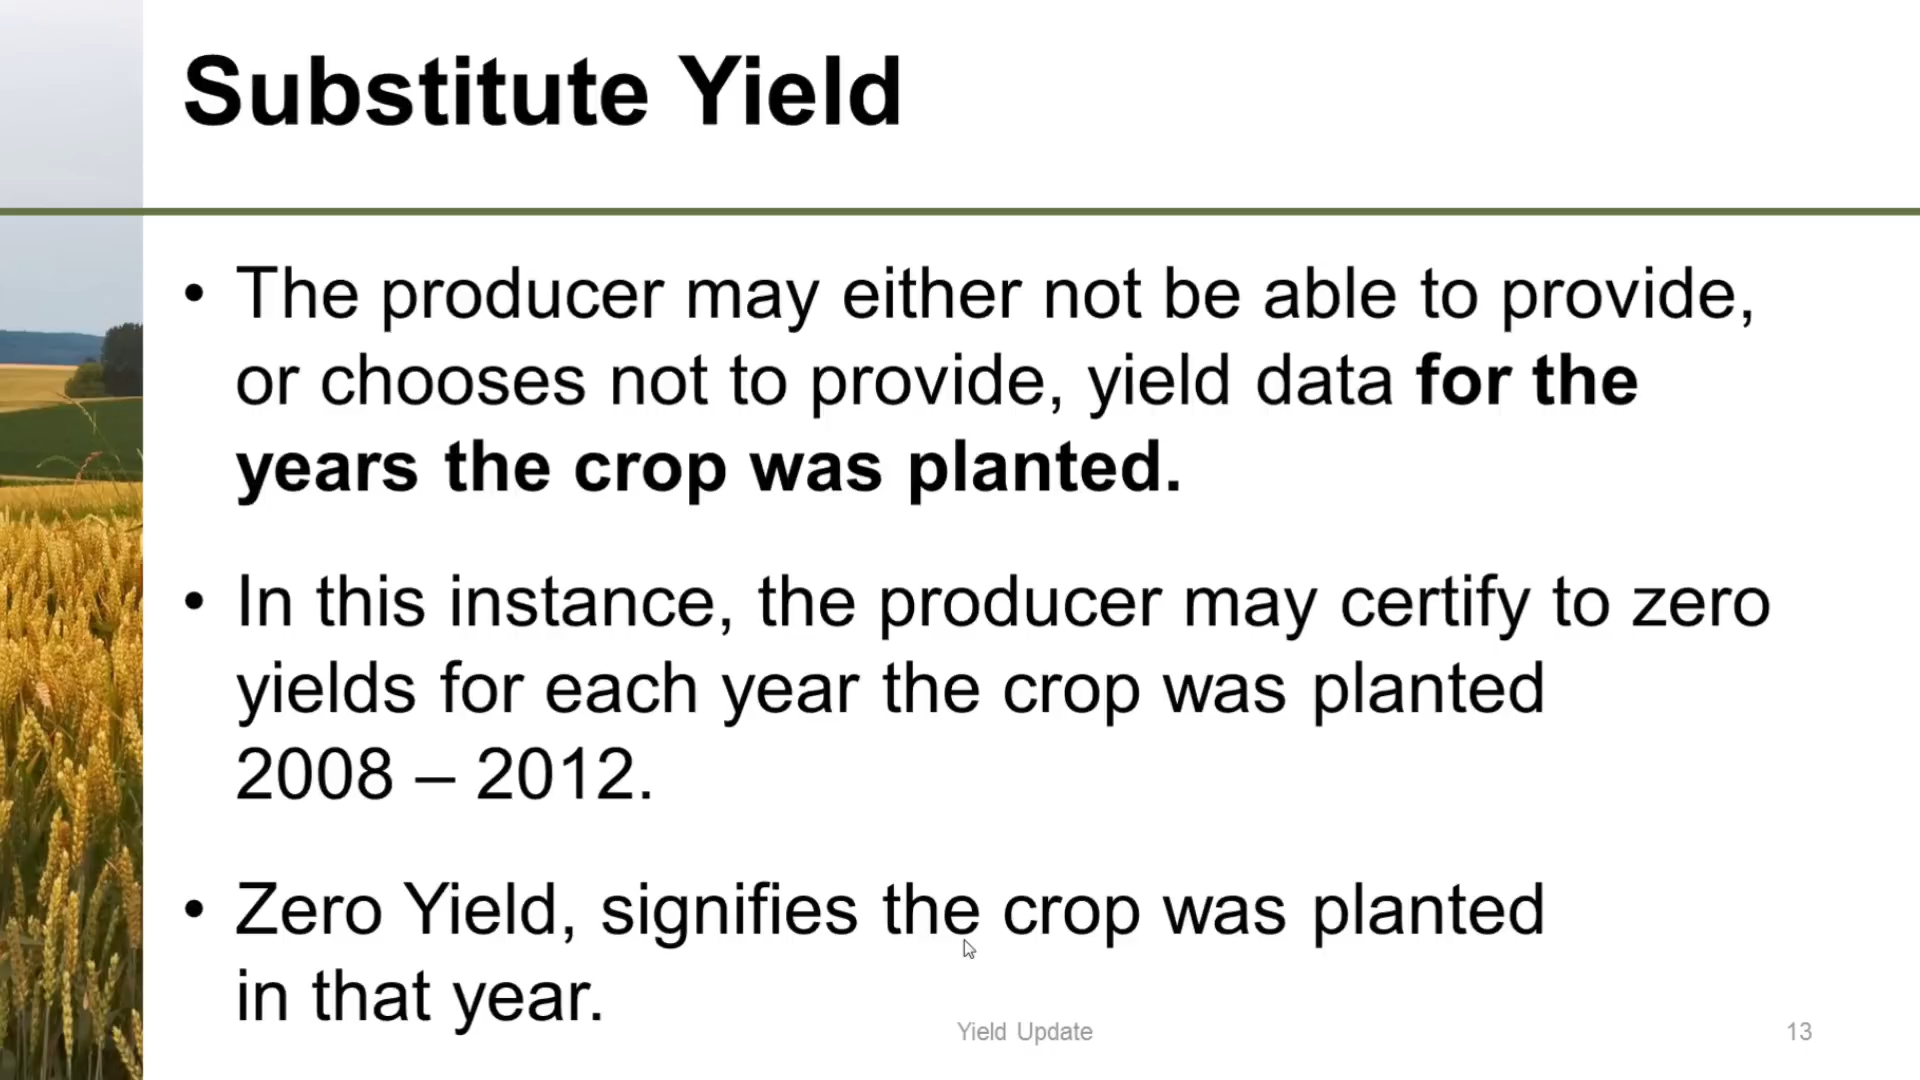 Substitute Yield
• The producer may either not be able to provide,
or chooses not to provide, yield data for the
years the crop was planted.
• In this instance, the producer may certify to zero
yields for each year the crop was planted
2008 – 2012.
• Zero Yield, signifies the crop was planted
in that year.
Yield Update
13